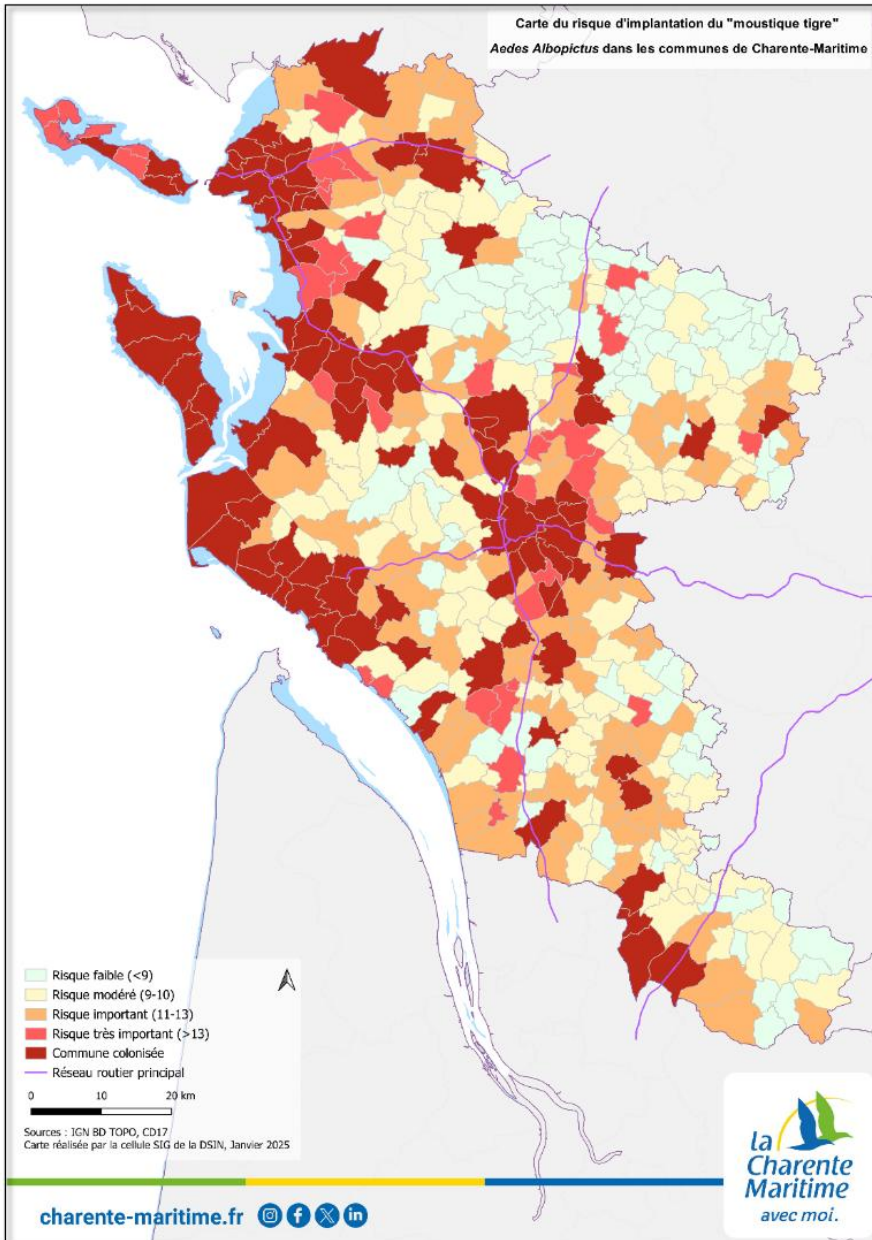 Carte du risque d'implantation du "moustique tigre"
Aedes Albopictus dans les communes de Charente-Maritime
Risque faible (<9)
Risque modéré (9-10)
Risque important (11-13)
Risque très important (>13)
Commune colonisée
Réseau routier principal
0 10 20 km
Sources : IGN BD TOPO, CD17
Carte réalisée par la cellule SIG de la DSIN, Janvier 2025
charente-maritime.fr
la
Charente
Maritime
avec moi.